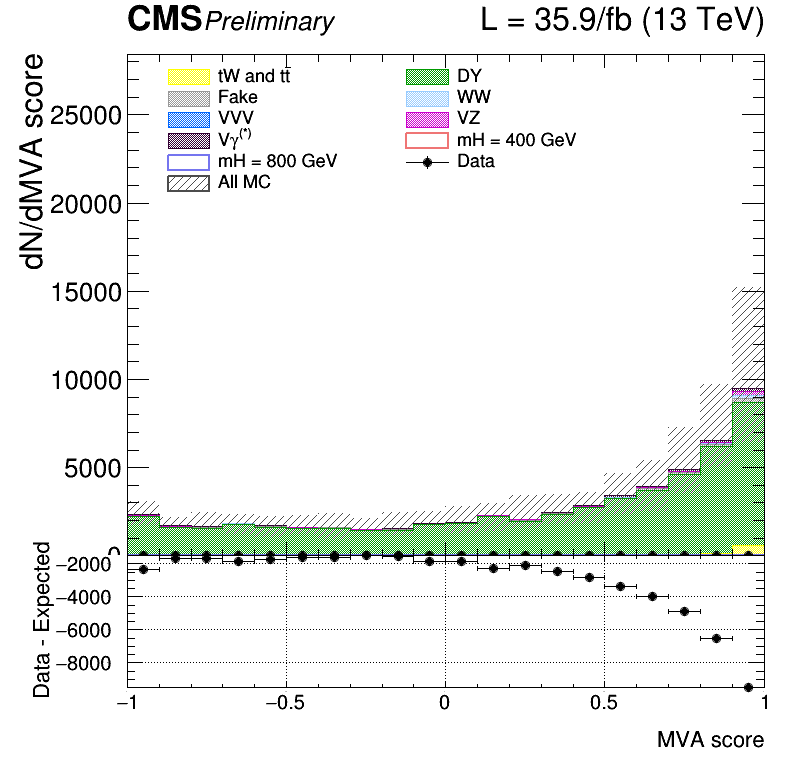 CMS Preliminary L = 35.9/fb (13 TeV)
dN/dMVA score
tW and tt DY
Fake WW
VVV VZ
Vγ(*) mH = 400 GeV
mH = 800 GeV Data
All MC
25000
20000
15000
10000
5000
0
Data - Expected
−2000
−4000
−6000
−8000
−1 −0.5 0 0.5 1
MVA score